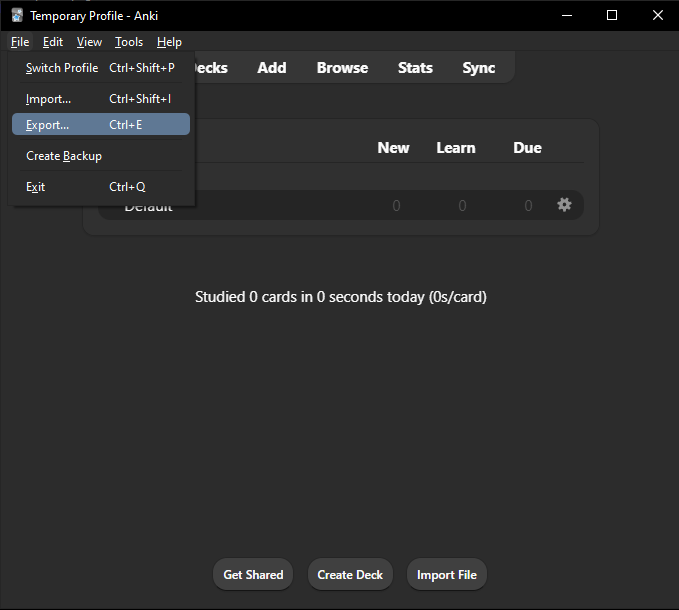 Temporary Profile - Anki
File Edit View Tools Help
Switch Profile Ctrl+Shift+P
Import... Ctrl+Shift+I
Export... Ctrl+E
Create Backup
Exit Ctrl+Q
Decks Add Browse Stats Sync
New Learn Due
Default 0 0 0
Studied 0 cards in 0 seconds today (0s/card)
Get Shared Create Deck Import File